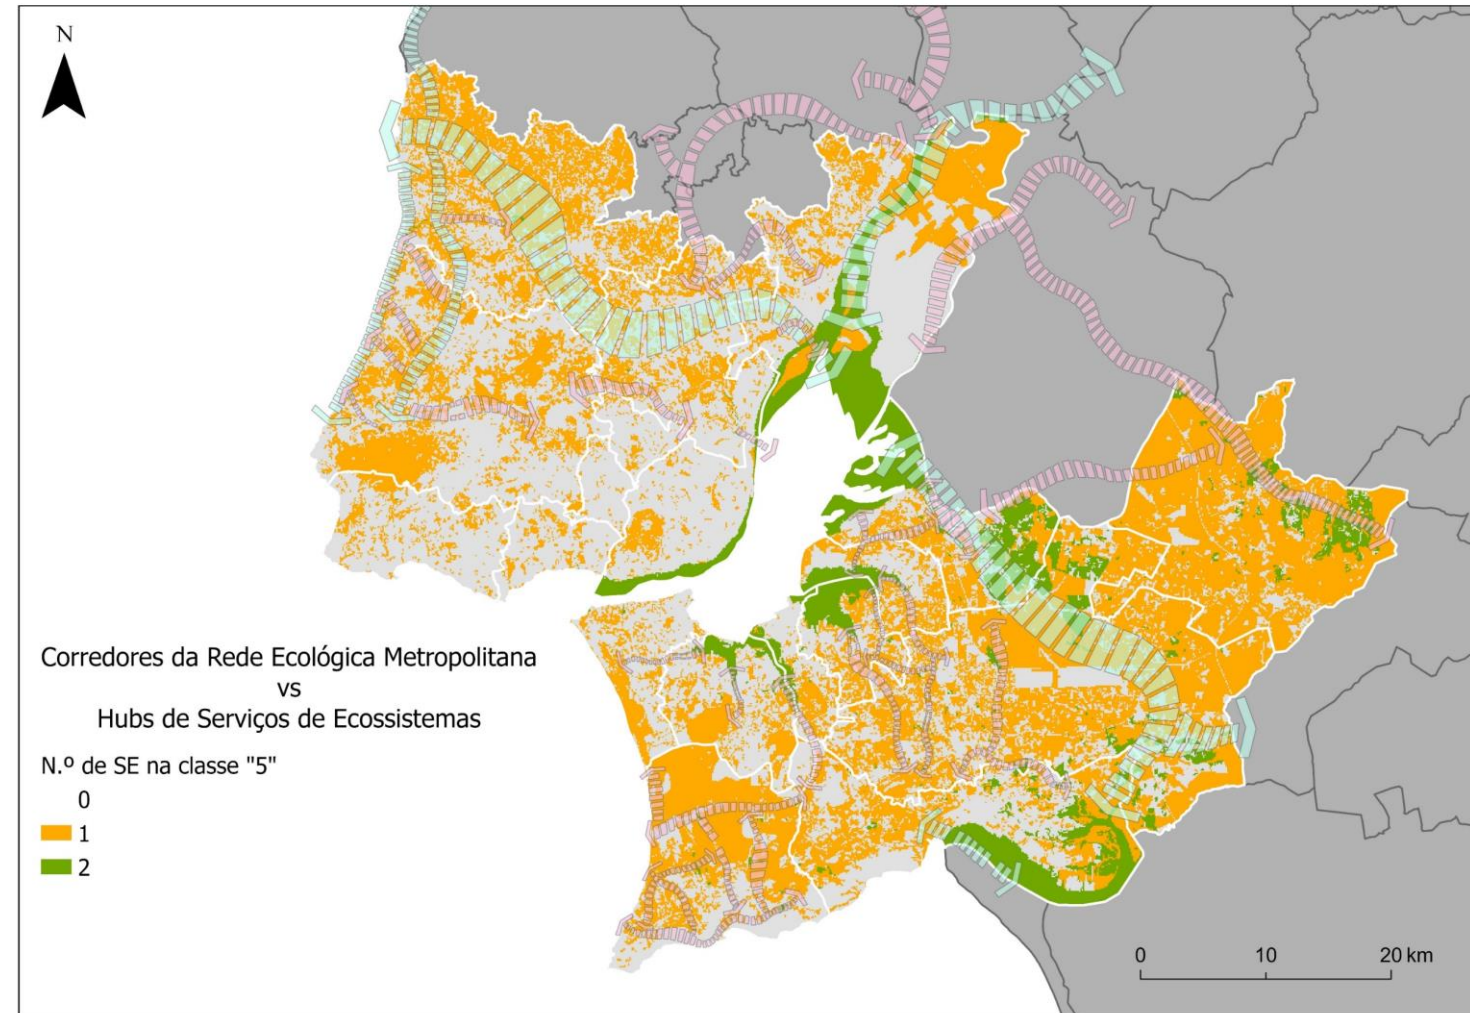 N
Corredores da Rede Ecológica Metropolitana
vs
Hubs de Serviços de Ecossistemas
N.º de SE na classe "5"
0
1
2
0 10 20 km